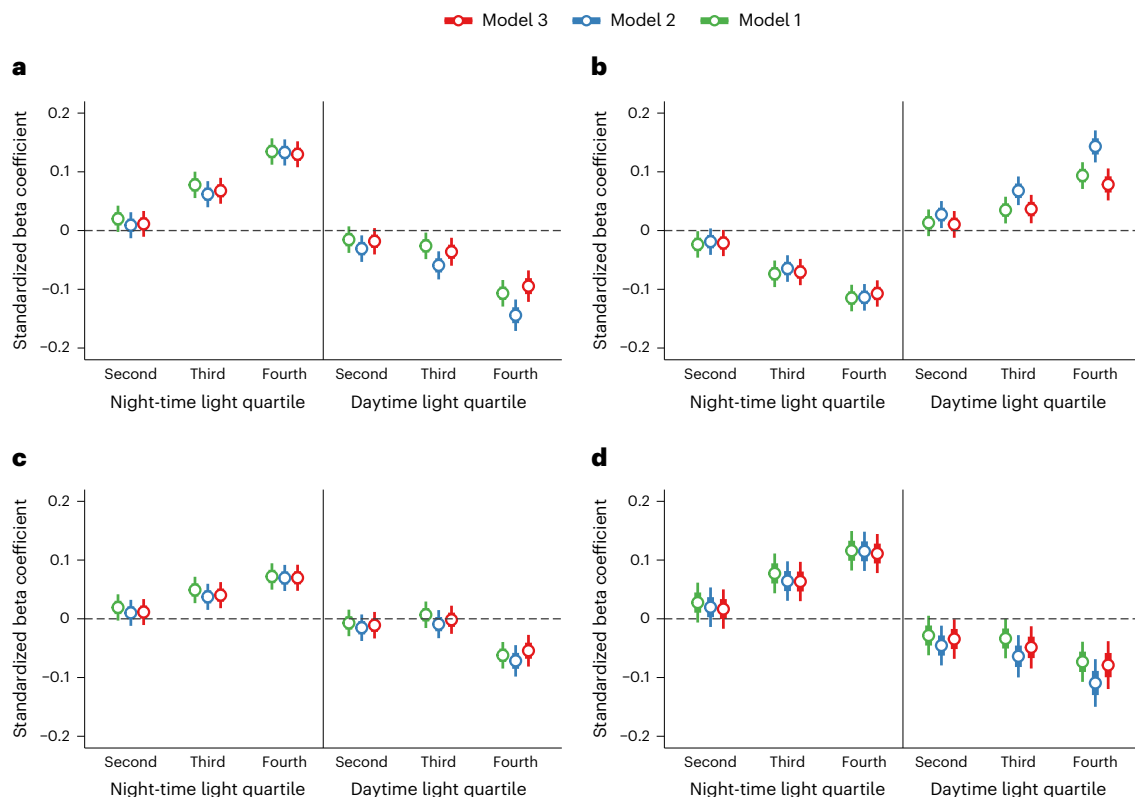 Model 3 Model 2 Model 1
a
Standardized beta coefficient
0.2
0.1
0
−0.1
−0.2
Second Third Fourth Second Third Fourth
Night-time light quartile Daytime light quartile
b
Standardized beta coefficient
0.2
0.1
0
−0.1
−0.2
Second Third Fourth Second Third Fourth
Night-time light quartile Daytime light quartile
c
Standardized beta coefficient
0.2
0.1
0
−0.1
−0.2
Second Third Fourth Second Third Fourth
Night-time light quartile Daytime light quartile
d
Standardized beta coefficient
0.2
0.1
0
−0.1
−0.2
Second Third Fourth Second Third Fourth
Night-time light quartile Daytime light quartile